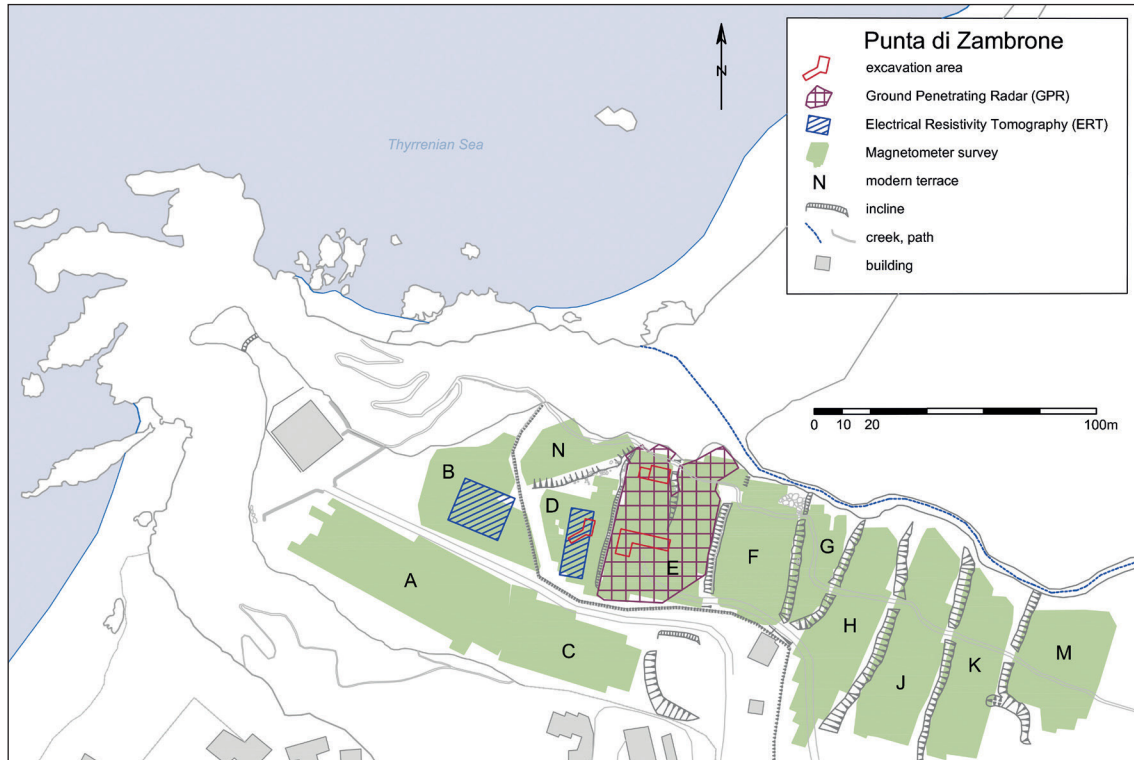 Punta di Zambrone
excavation area
Ground Penetrating Radar (GPR)
Electrical Resistivity Tomography (ERT)
Magnetometer survey
N modern terrace
incline
creek, path
building
N
Thyrrenian Sea
0 10 20 100m
B
N
D
E
F
G
A
C
H
J
K
M